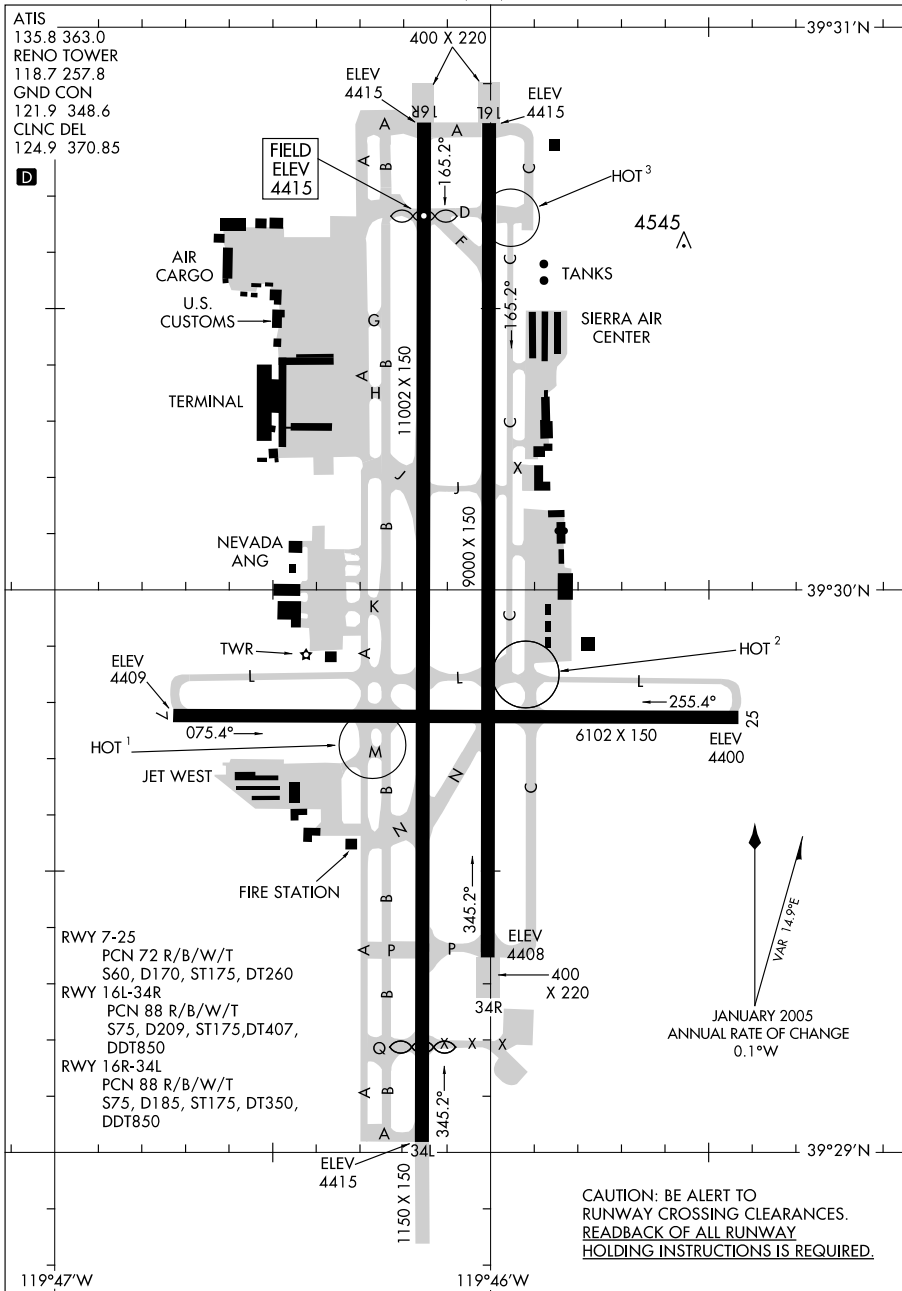 ATIS
135.8 363.0
RENO TOWER
118.7 257.8
GND CON
121.9 348.6
CLNC DEL
124.9 370.85
D
400 X 220
39°31'N
ELEV
4415
16R
16L
ELEV
4415
A
A
A
B
C
FIELD
ELEV
4415
165.2°
HOT 3
D
F
4545
AIR
CARGO
C
TANKS
U.S.
CUSTOMS
165.2°
SIERRA AIR
CENTER
G
B
A
H
11002 X 150
TERMINAL
C
J
X
J
B
9000 X 150
NEVADA
ANG
39°30'N
K
C
TWR
A
HOT 2
ELEV
4409
L
L
L
255.4°
7
25
075.4°
6102 X 150
ELEV
4400
HOT 1
M
JET WEST
B
N
C
N
FIRE STATION
345.2°
B
VAR 14.9°E
RWY 7-25
PCN 72 R/B/W/T
S60, D170, ST175, DT260
RWY 16L-34R
PCN 88 R/B/W/T
S75, D209, ST175,DT407,
DDT850
RWY 16R-34L
PCN 88 R/B/W/T
S75, D185, ST175, DT350,
DDT850
A
P
P
ELEV
4408
400
X 220
B
34R
JANUARY 2005
ANNUAL RATE OF CHANGE
0.1°W
Q
X
X
X
A
B
345.2°
A
34L
39°29'N
ELEV
4415
1150 X 150
CAUTION: BE ALERT TO
RUNWAY CROSSING CLEARANCES.
READBACK OF ALL RUNWAY
HOLDING INSTRUCTIONS IS REQUIRED.
119°47'W
119°46'W